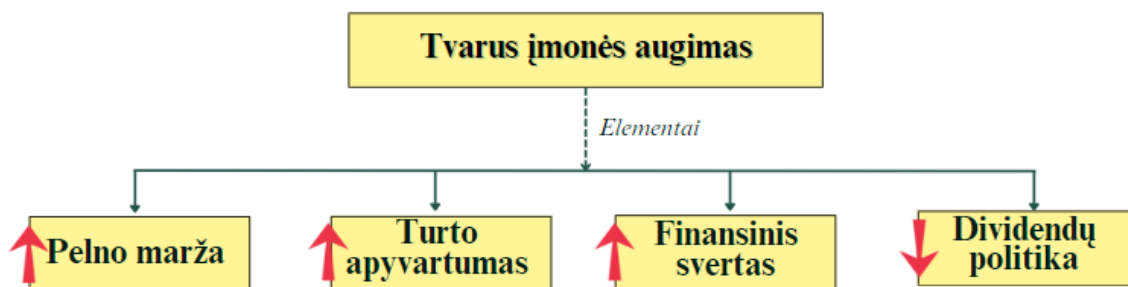 Tvarus įmonės augimas
Elementai
Pelno marža
Turto
apyvartumas
Finansinis
svertas
Dividendų
politika